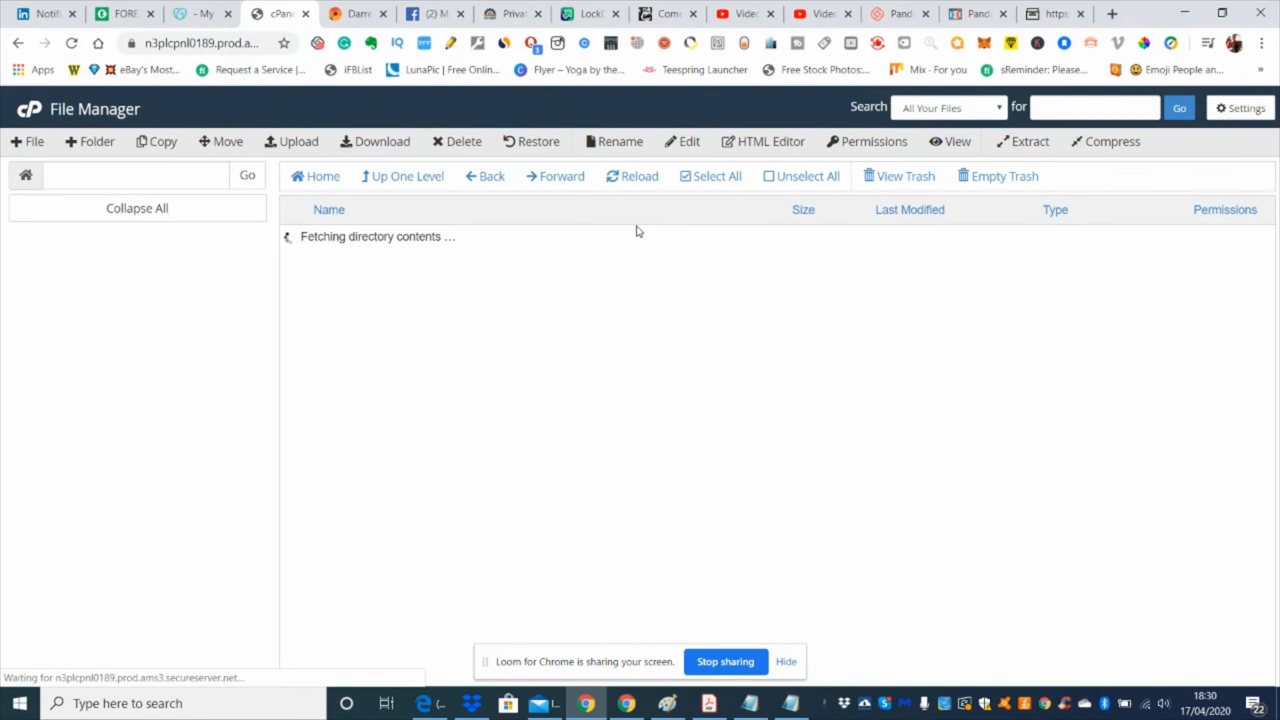 Notifi
FORE
- My
cPane
Darre
(2) M
Priva
LockD
Comr
Video
Video
Pand
Pand
https
n3plcpnl0189.prod.a...
Apps
eBay's Most...
Request a Service |...
iFBList
LunaPic | Free Onlin...
Flyer – Yoga by the...
Teespring Launcher
Free Stock Photos:...
Mix - For you
sReminder: Please...
Emoji People an...
»
cP File Manager
Search All Your Files for Go Settings
File Folder Copy Move Upload Download Delete Restore Rename Edit HTML Editor Permissions View Extract Compress
Go Home Up One Level Back Forward Reload Select All Unselect All View Trash Empty Trash
Collapse All
Name Size Last Modified Type Permissions
Fetching directory contents ...
Loom for Chrome is sharing your screen. Stop sharing Hide
Waiting for n3plcpnl0189.prod.ams3.secureserver.net...
Type here to search
18:30
17/04/2020
22